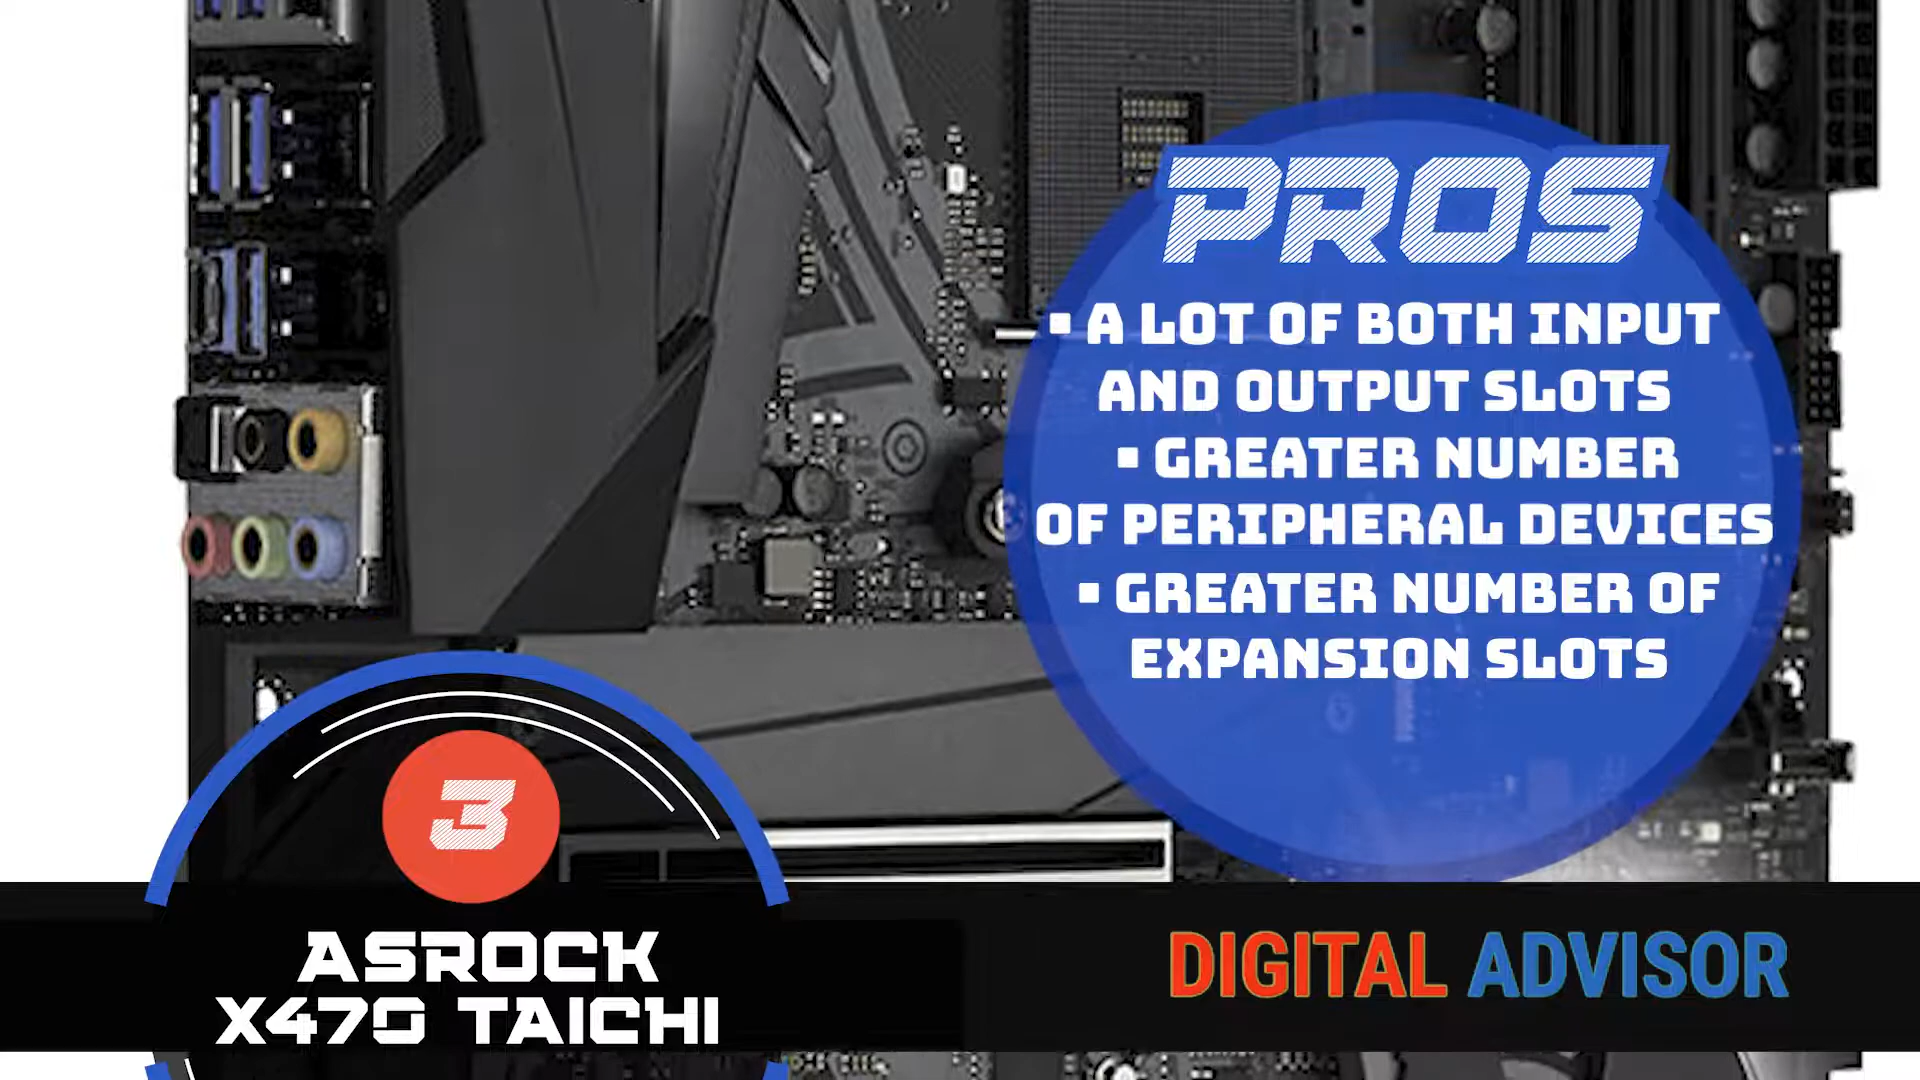 PROS
▪ A LOT OF BOTH INPUT
AND OUTPUT SLOTS
▪ GREATER NUMBER
OF PERIPHERAL DEVICES
▪ GREATER NUMBER OF
EXPANSION SLOTS
3
ASROCK
X470 TAICHI
DIGITAL ADVISOR